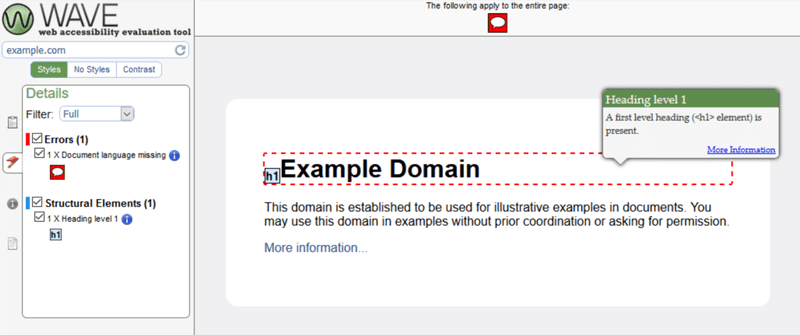 WAVE
web accessibility evaluation tool
example.com
Styles No Styles Contrast
Details
Filter: Full
Errors (1)
1 X Document language missing
Structural Elements (1)
1 X Heading level 1
h1
The following apply to the entire page:
Heading level 1
A first level heading (<h1> element) is
present.
More Information
h1 Example Domain
This domain is established to be used for illustrative examples in documents. You
may use this domain in examples without prior coordination or asking for permission.
More information...